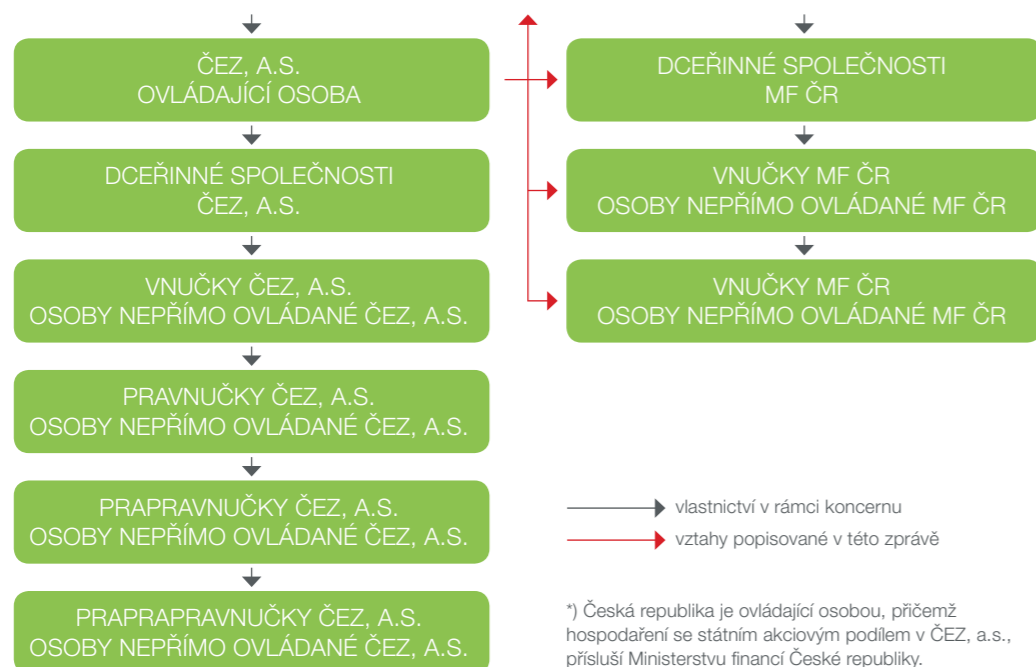 ČEZ, A.S.
OVLÁDAJÍCÍ OSOBA
DCEŘINNÉ SPOLEČNOSTI
ČEZ, A.S.
VNUČKY ČEZ, A.S.
OSOBY NEPŘÍMO OVLÁDANÉ ČEZ, A.S.
PRAVNUČKY ČEZ, A.S.
OSOBY NEPŘÍMO OVLÁDANÉ ČEZ, A.S.
PRAPRAVNUČKY ČEZ, A.S.
OSOBY NEPŘÍMO OVLÁDANÉ ČEZ, A.S.
PRAPRAPRAVNUČKY ČEZ, A.S.
OSOBY NEPŘÍMO OVLÁDANÉ ČEZ, A.S.
DCEŘINNÉ SPOLEČNOSTI
MF ČR
VNUČKY MF ČR
OSOBY NEPŘÍMO OVLÁDANÉ MF ČR
VNUČKY MF ČR
OSOBY NEPŘÍMO OVLÁDANÉ MF ČR
vlastnictví v rámci koncernu
vztahy popisované v této zprávě
*) Česká republika je ovládající osobou, přičemž
hospodaření se státním akciovým podílem v ČEZ, a.s.,
přísluší Ministerstvu financí České republiky.